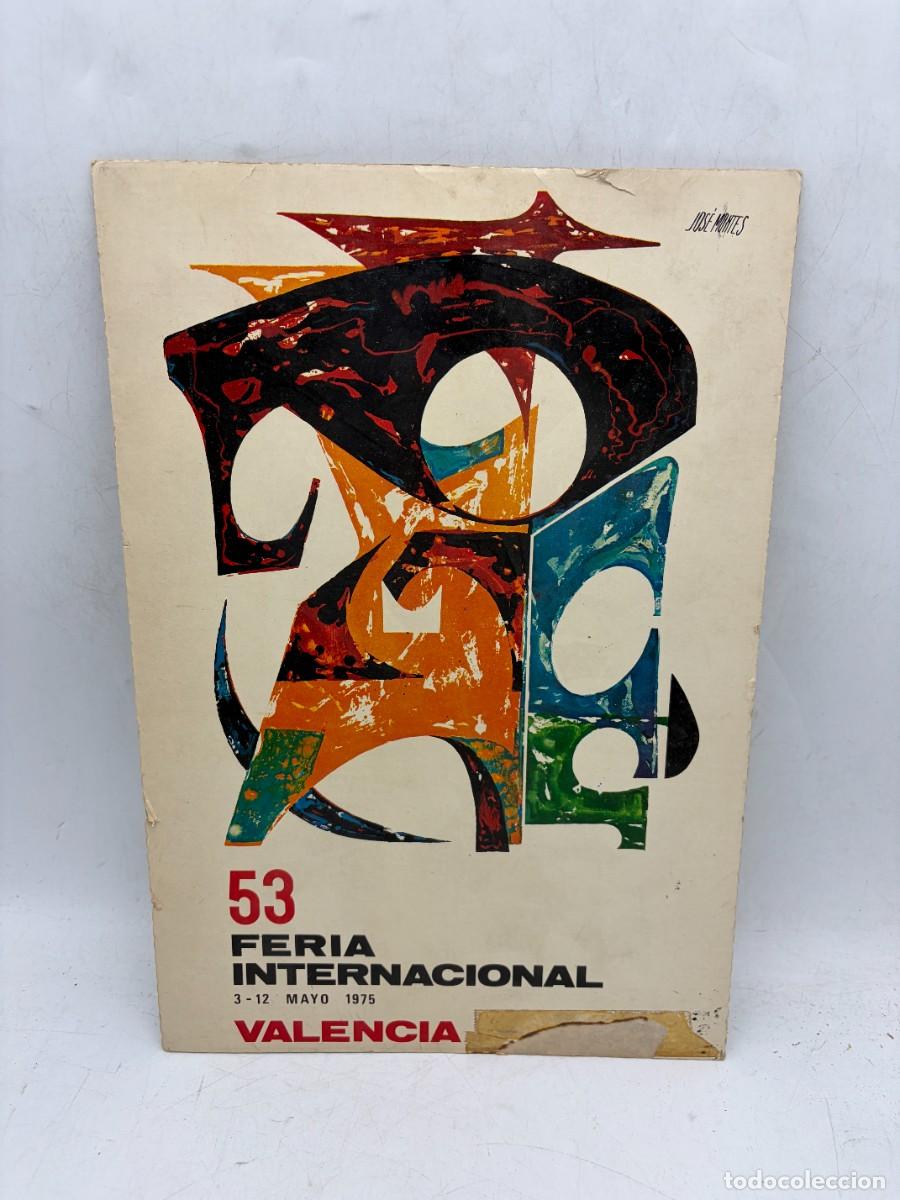 JOSÉ MONTES
53
FERIA
INTERNACIONAL
3-12 MAYO 1975
VALENCIA
todocoleccion